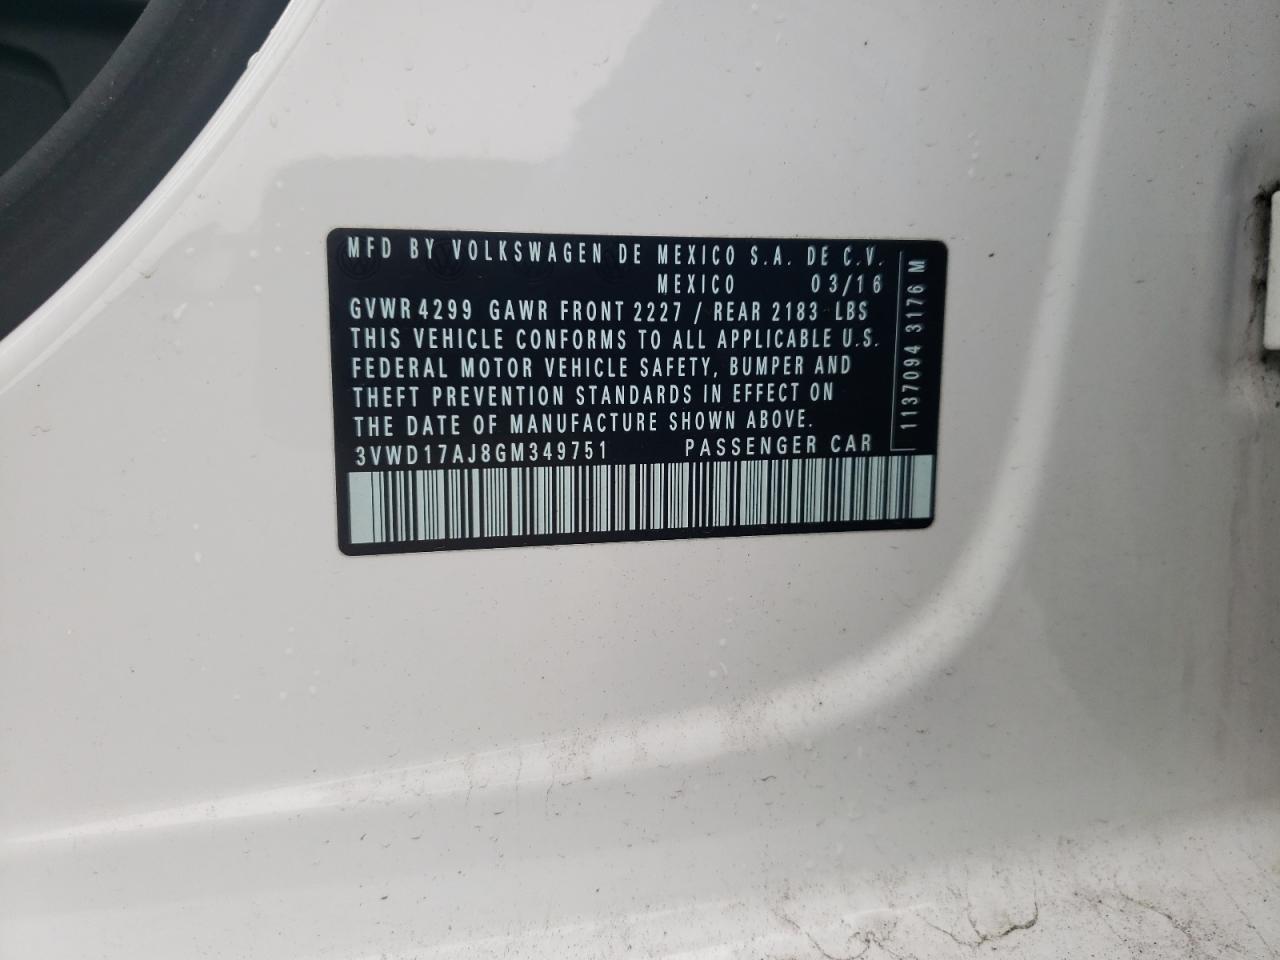 MFD BY VOLKSWAGEN DE MEXICO S.A. DE C.V.
MEXICO 03/16
GVWR 4299 GAWR FRONT 2227 / REAR 2183 LBS
THIS VEHICLE CONFORMS TO ALL APPLICABLE U.S.
FEDERAL MOTOR VEHICLE SAFETY, BUMPER AND
THEFT PREVENTION STANDARDS IN EFFECT ON
THE DATE OF MANUFACTURE SHOWN ABOVE.
3VWD17AJ8GM349751 PASSENGER CAR
1137094 3176 M